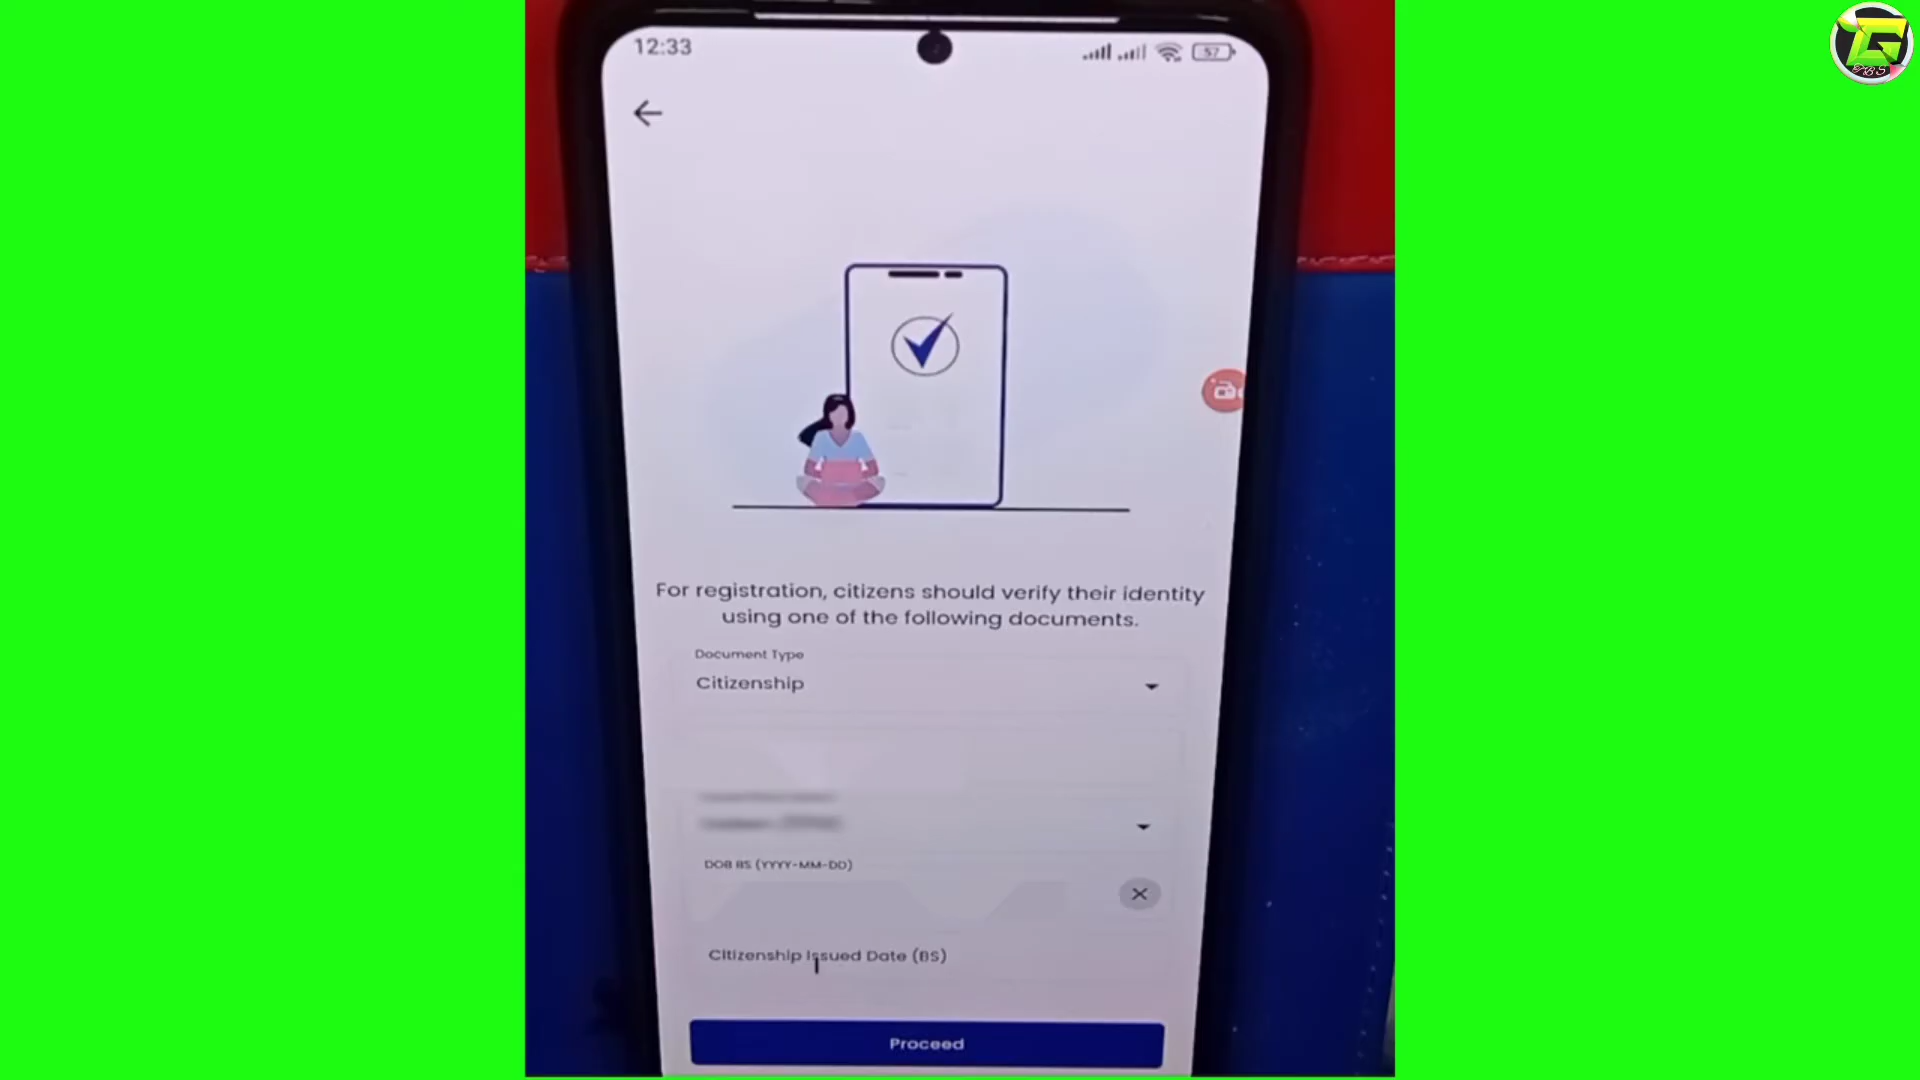 12:33
57
For registration, citizens should verify their identity
using one of the following documents.
Document Type
Citizenship
DOB BS (YYYY-MM-DD)
Citizenship Issued Date (BS)
Proceed